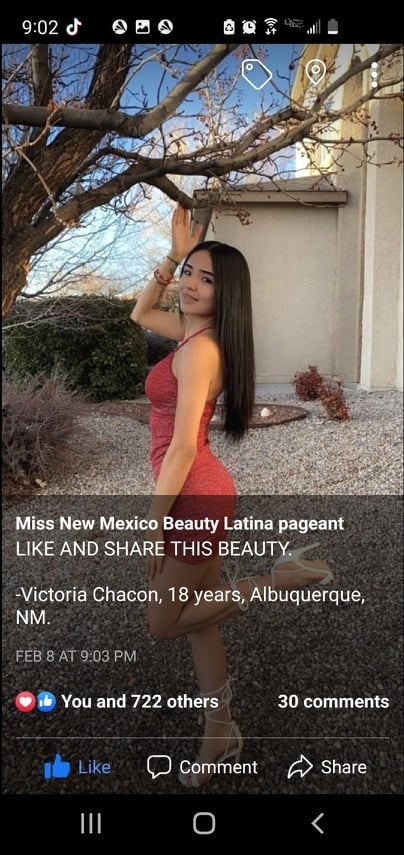 9:02
Miss New Mexico Beauty Latina pageant
LIKE AND SHARE THIS BEAUTY.
-Victoria Chacon, 18 years, Albuquerque,
NM.
FEB 8 AT 9:03 PM
You and 722 others 30 comments
Like Comment Share